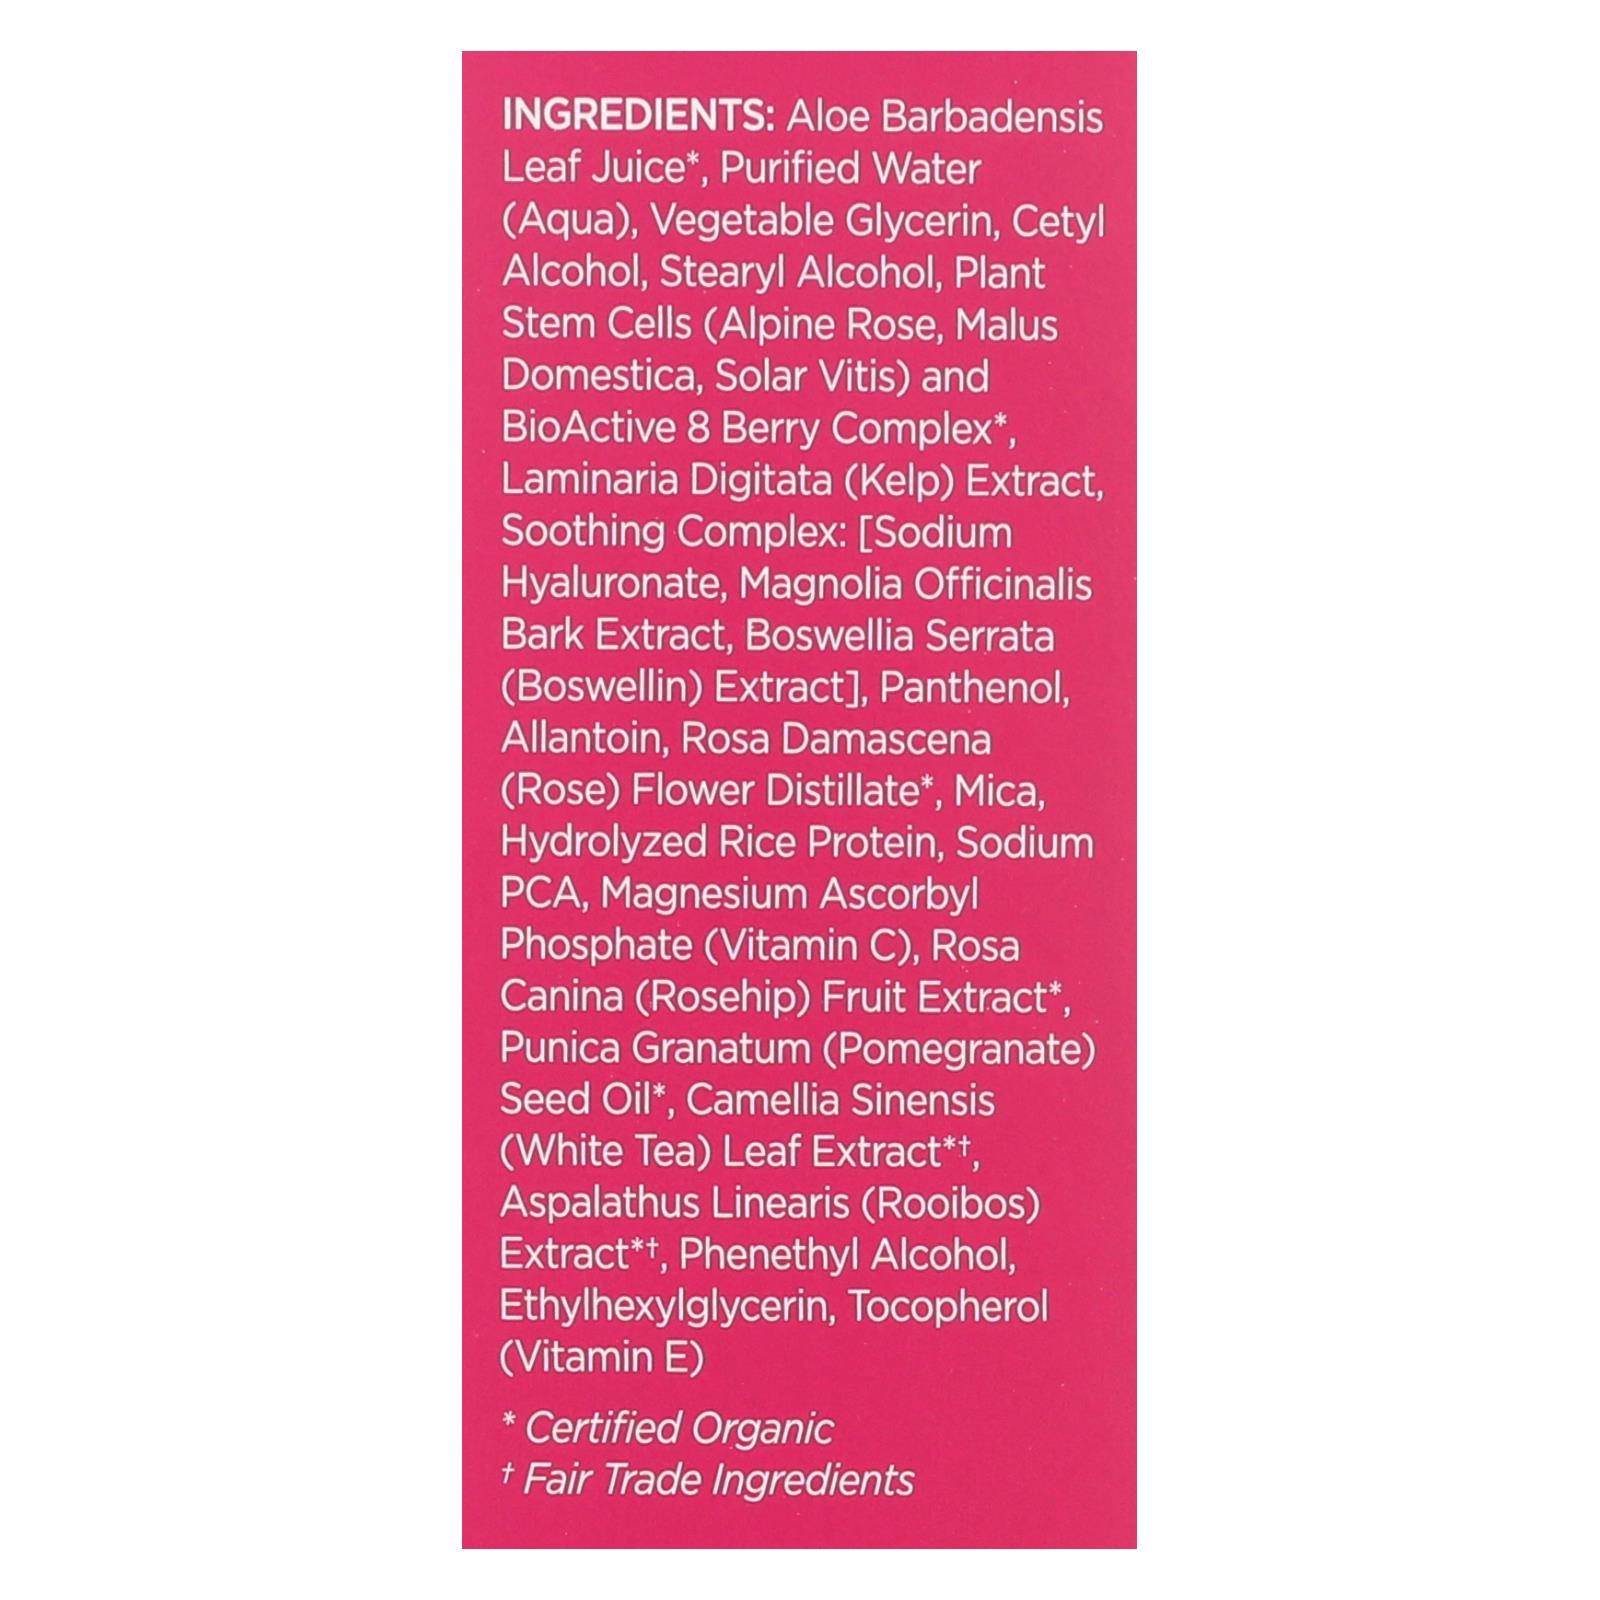 INGREDIENTS: Aloe Barbadensis
Leaf Juice*, Purified Water
(Aqua), Vegetable Glycerin, Cetyl
Alcohol, Stearyl Alcohol, Plant
Stem Cells (Alpine Rose, Malus
Domestica, Solar Vitis) and
BioActive 8 Berry Complex*,
Laminaria Digitata (Kelp) Extract,
Soothing Complex: [Sodium
Hyaluronate, Magnolia Officinalis
Bark Extract, Boswellia Serrata
(Boswellin) Extract], Panthenol,
Allantoin, Rosa Damascena
(Rose) Flower Distillate*, Mica,
Hydrolyzed Rice Protein, Sodium
PCA, Magnesium Ascorbyl
Phosphate (Vitamin C), Rosa
Canina (Rosehip) Fruit Extract*,
Punica Granatum (Pomegranate)
Seed Oil*, Camellia Sinensis
(White Tea) Leaf Extract*†,
Aspalathus Linearis (Rooibos)
Extract*†, Phenethyl Alcohol,
Ethylhexylglycerin, Tocopherol
(Vitamin E)
* Certified Organic
† Fair Trade Ingredients